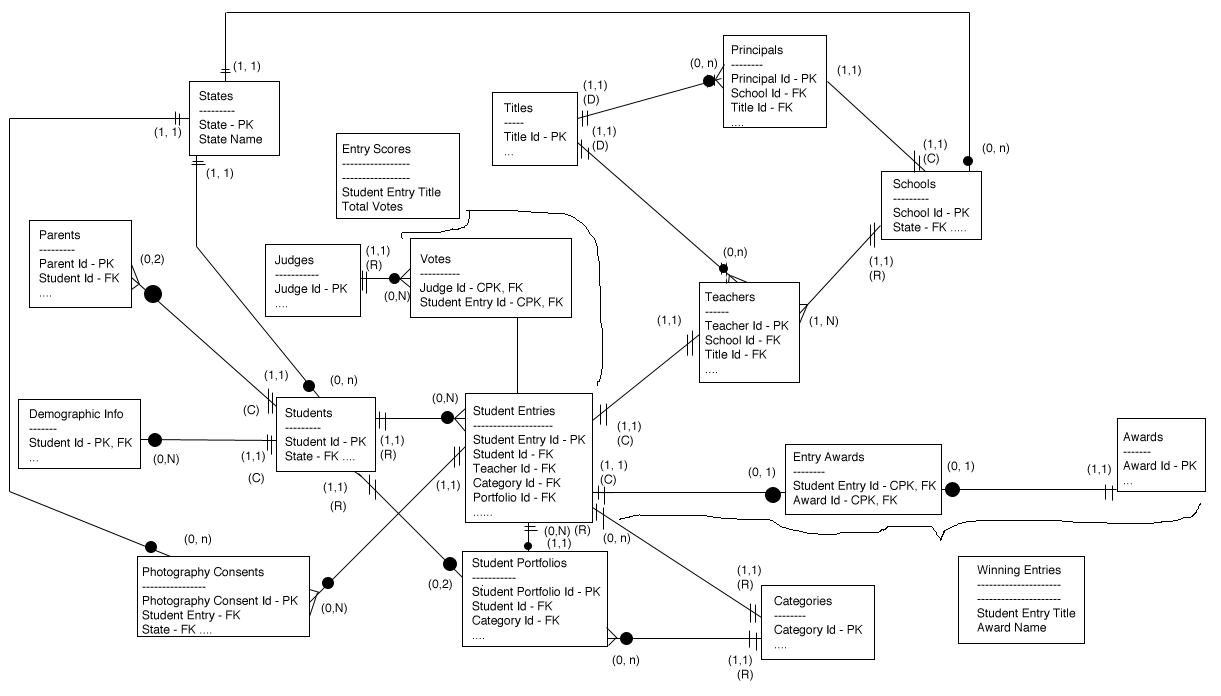 (1, 1)
States
---------
State - PK
State Name
(1, 1)
(1, 1)
Titles
-----
Title Id - PK
...
(1,1)
(D)
(1,1)
(D)
(0, n)
Principals
--------
Principal Id - PK
School Id - FK
Title Id - FK
....
(1,1)
(1,1)
(C)
(0, n)
Schools
---------
School Id - PK
State - FK .....
(1,1)
(R)
Entry Scores
-----------------
-----------------
Student Entry Title
Total Votes
Parents
---------
Parent Id - PK
Student Id - FK
....
(0,2)
Judges
-----------
Judge Id - PK
....
(1,1)
(R)
(0,N)
Votes
----------
Judge Id - CPK, FK
Student Entry Id - CPK, FK
(0,n)
Teachers
------
Teacher Id - PK
School Id - FK
Title Id - FK
....
(1, N)
(1,1)
(1,1)
(C)
(0, n)
Demographic Info
-------
Student Id - PK, FK
...
(0,N)
(1,1)
(C)
Students
---------
Student Id - PK
State - FK ....
(1,1)
(R)
(1,1)
(R)
(0,N)
Student Entries
--------------------
Student Entry Id - PK
Student Id - FK
Teacher Id - FK
Category Id - FK
Portfolio Id - FK
......
(1,1)
(C)
(1, 1)
(C)
(1,1)
(0, 1)
Entry Awards
--------
Student Entry Id - CPK, FK
Award Id - CPK, FK
(0, 1)
(1,1)
Awards
-------
Award Id - PK
...
(0,N) (R)
(1,1)
(0, n)
(0, n)
Photography Consents
----------------
Photography Consent Id - PK
Student Entry - FK
State - FK ....
(0,N)
(0,2)
Student Portfolios
-----------
Student Portfolio Id - PK
Student Id - FK
Category Id - FK
....
(0, n)
(1,1)
(R)
(1,1)
(R)
Categories
--------
Category Id - PK
....
Winning Entries
---------------------
---------------------
Student Entry Title
Award Name